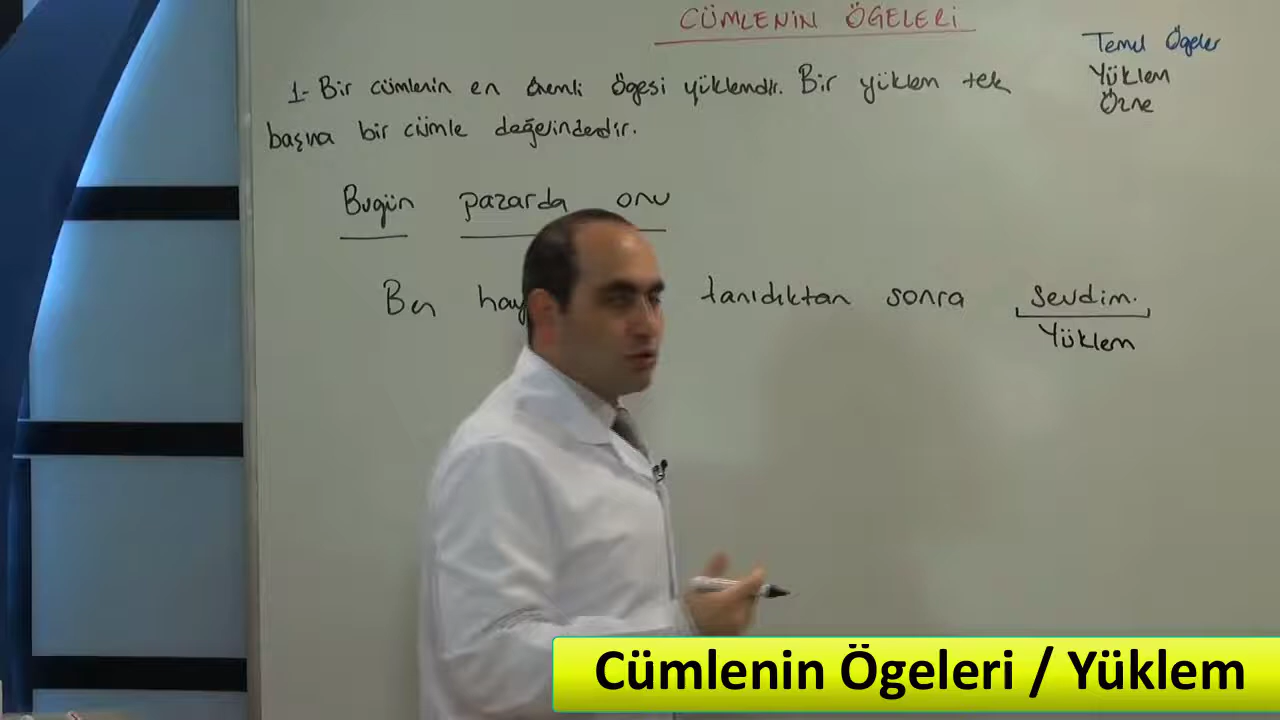 CÜMLENİN ÖGELERİ
Temel Ögeler
Yüklem
Özne
1- Bir cümlenin en önemli ögesi yüklemdir. Bir yüklem tek
başına bir cümle değerindedir.
Bugün pazarda onu
Ben hay tanıdıktan sonra sevdim.
Yüklem
Cümlenin Ögeleri / Yüklem